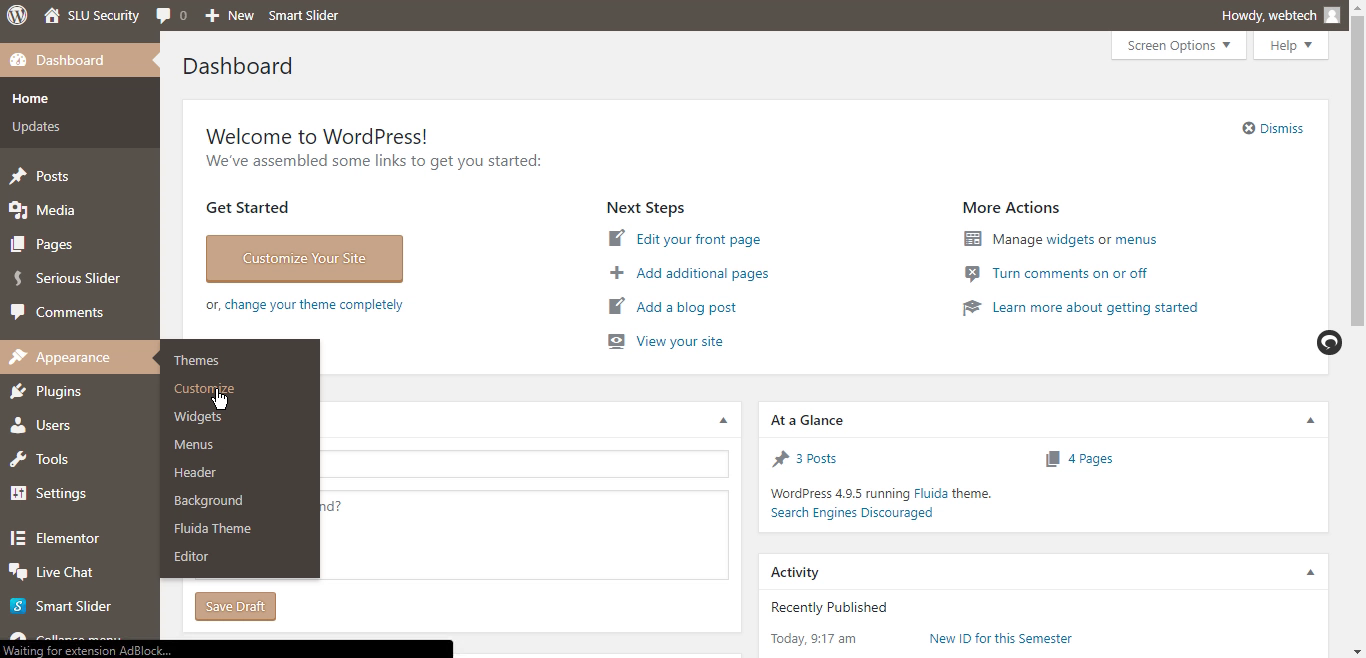 SLU Security
0
New
Smart Slider
Howdy, webtech
Dashboard
Home
Updates
Posts
Media
Pages
Serious Slider
Comments
Appearance
Plugins
Users
Tools
Settings
Elementor
Live Chat
Smart Slider
Collapse menu
Themes
Customize
Widgets
Menus
Header
Background
Fluida Theme
Editor
Dashboard
Screen Options
Help
Welcome to WordPress!
We've assembled some links to get you started:
Dismiss
Get Started
Customize Your Site
or, change your theme completely
Next Steps
Edit your front page
Add additional pages
Add a blog post
View your site
More Actions
Manage widgets or menus
Turn comments on or off
Learn more about getting started
Save Draft
At a Glance
3 Posts
4 Pages
WordPress 4.9.5 running Fluida theme.
Search Engines Discouraged
Activity
Recently Published
Today, 9:17 am
New ID for this Semester
Waiting for extension AdBlock...